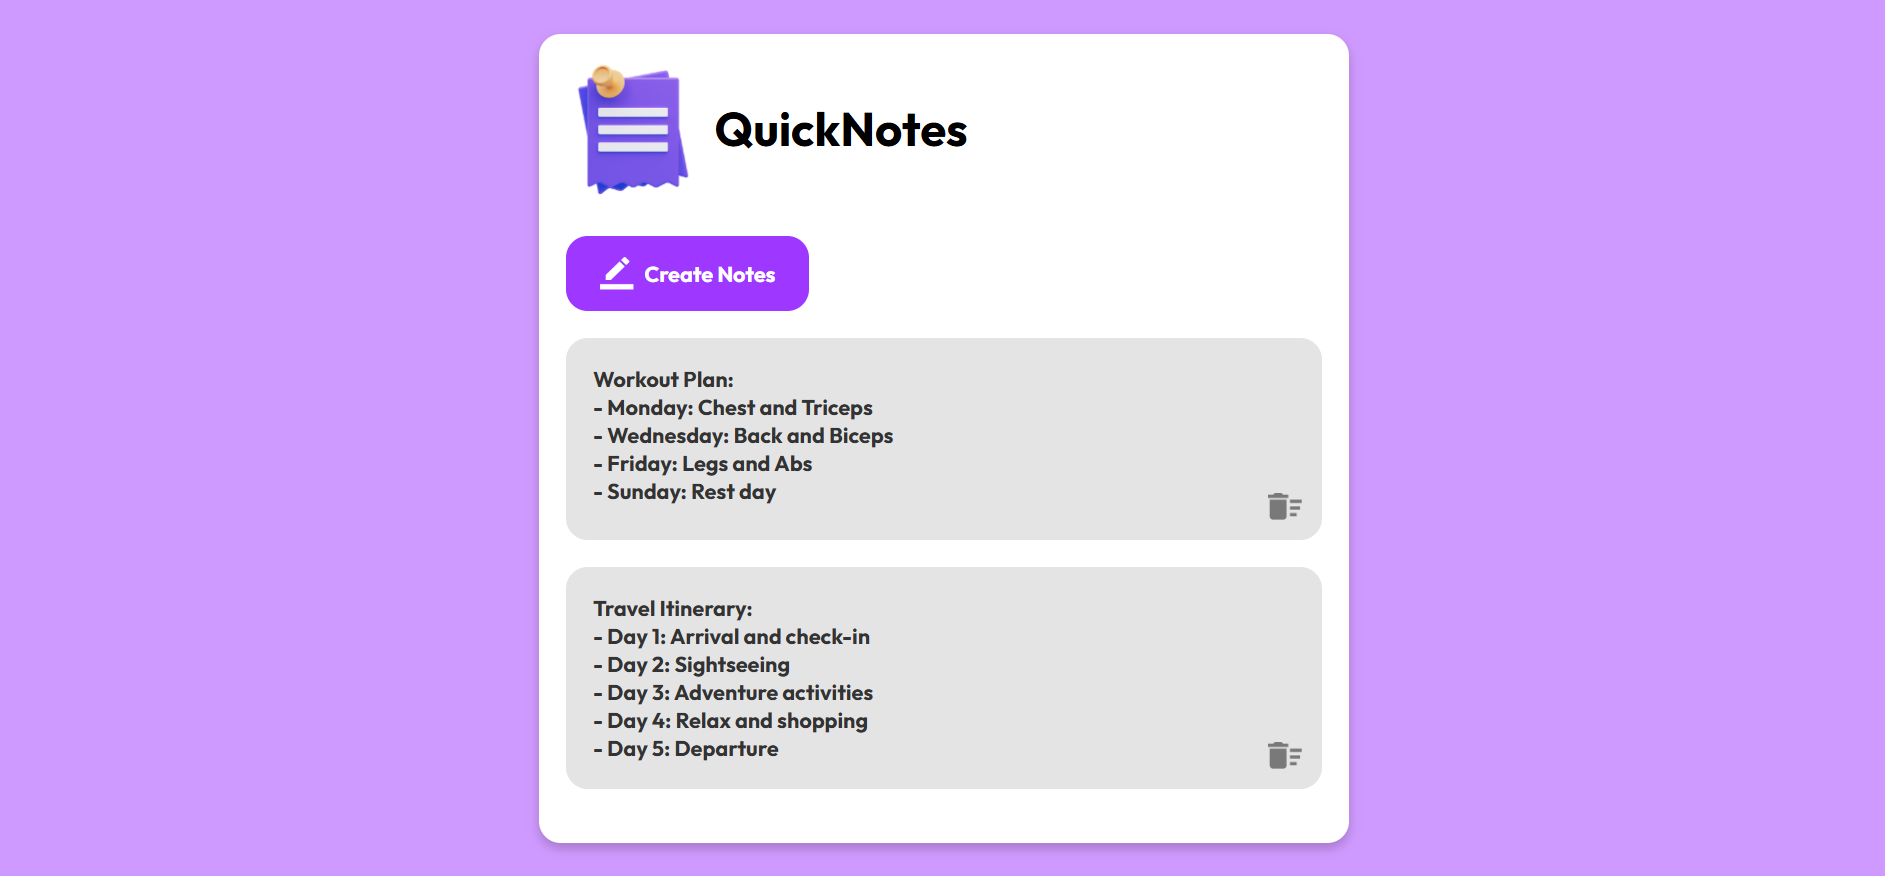 QuickNotes
Create Notes
Workout Plan:
- Monday: Chest and Triceps
- Wednesday: Back and Biceps
- Friday: Legs and Abs
- Sunday: Rest day
Travel Itinerary:
- Day 1: Arrival and check-in
- Day 2: Sightseeing
- Day 3: Adventure activities
- Day 4: Relax and shopping
- Day 5: Departure